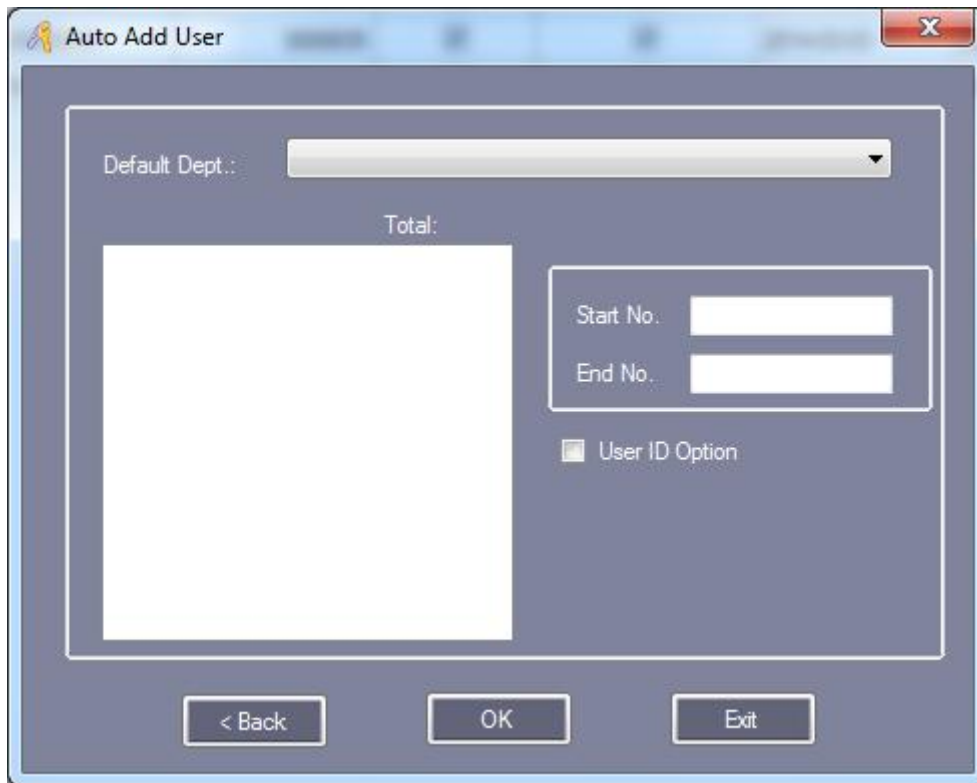 Auto Add User
Default Dept.:
Total:
Start No.
End No.
User ID Option
< Back
OK
Exit